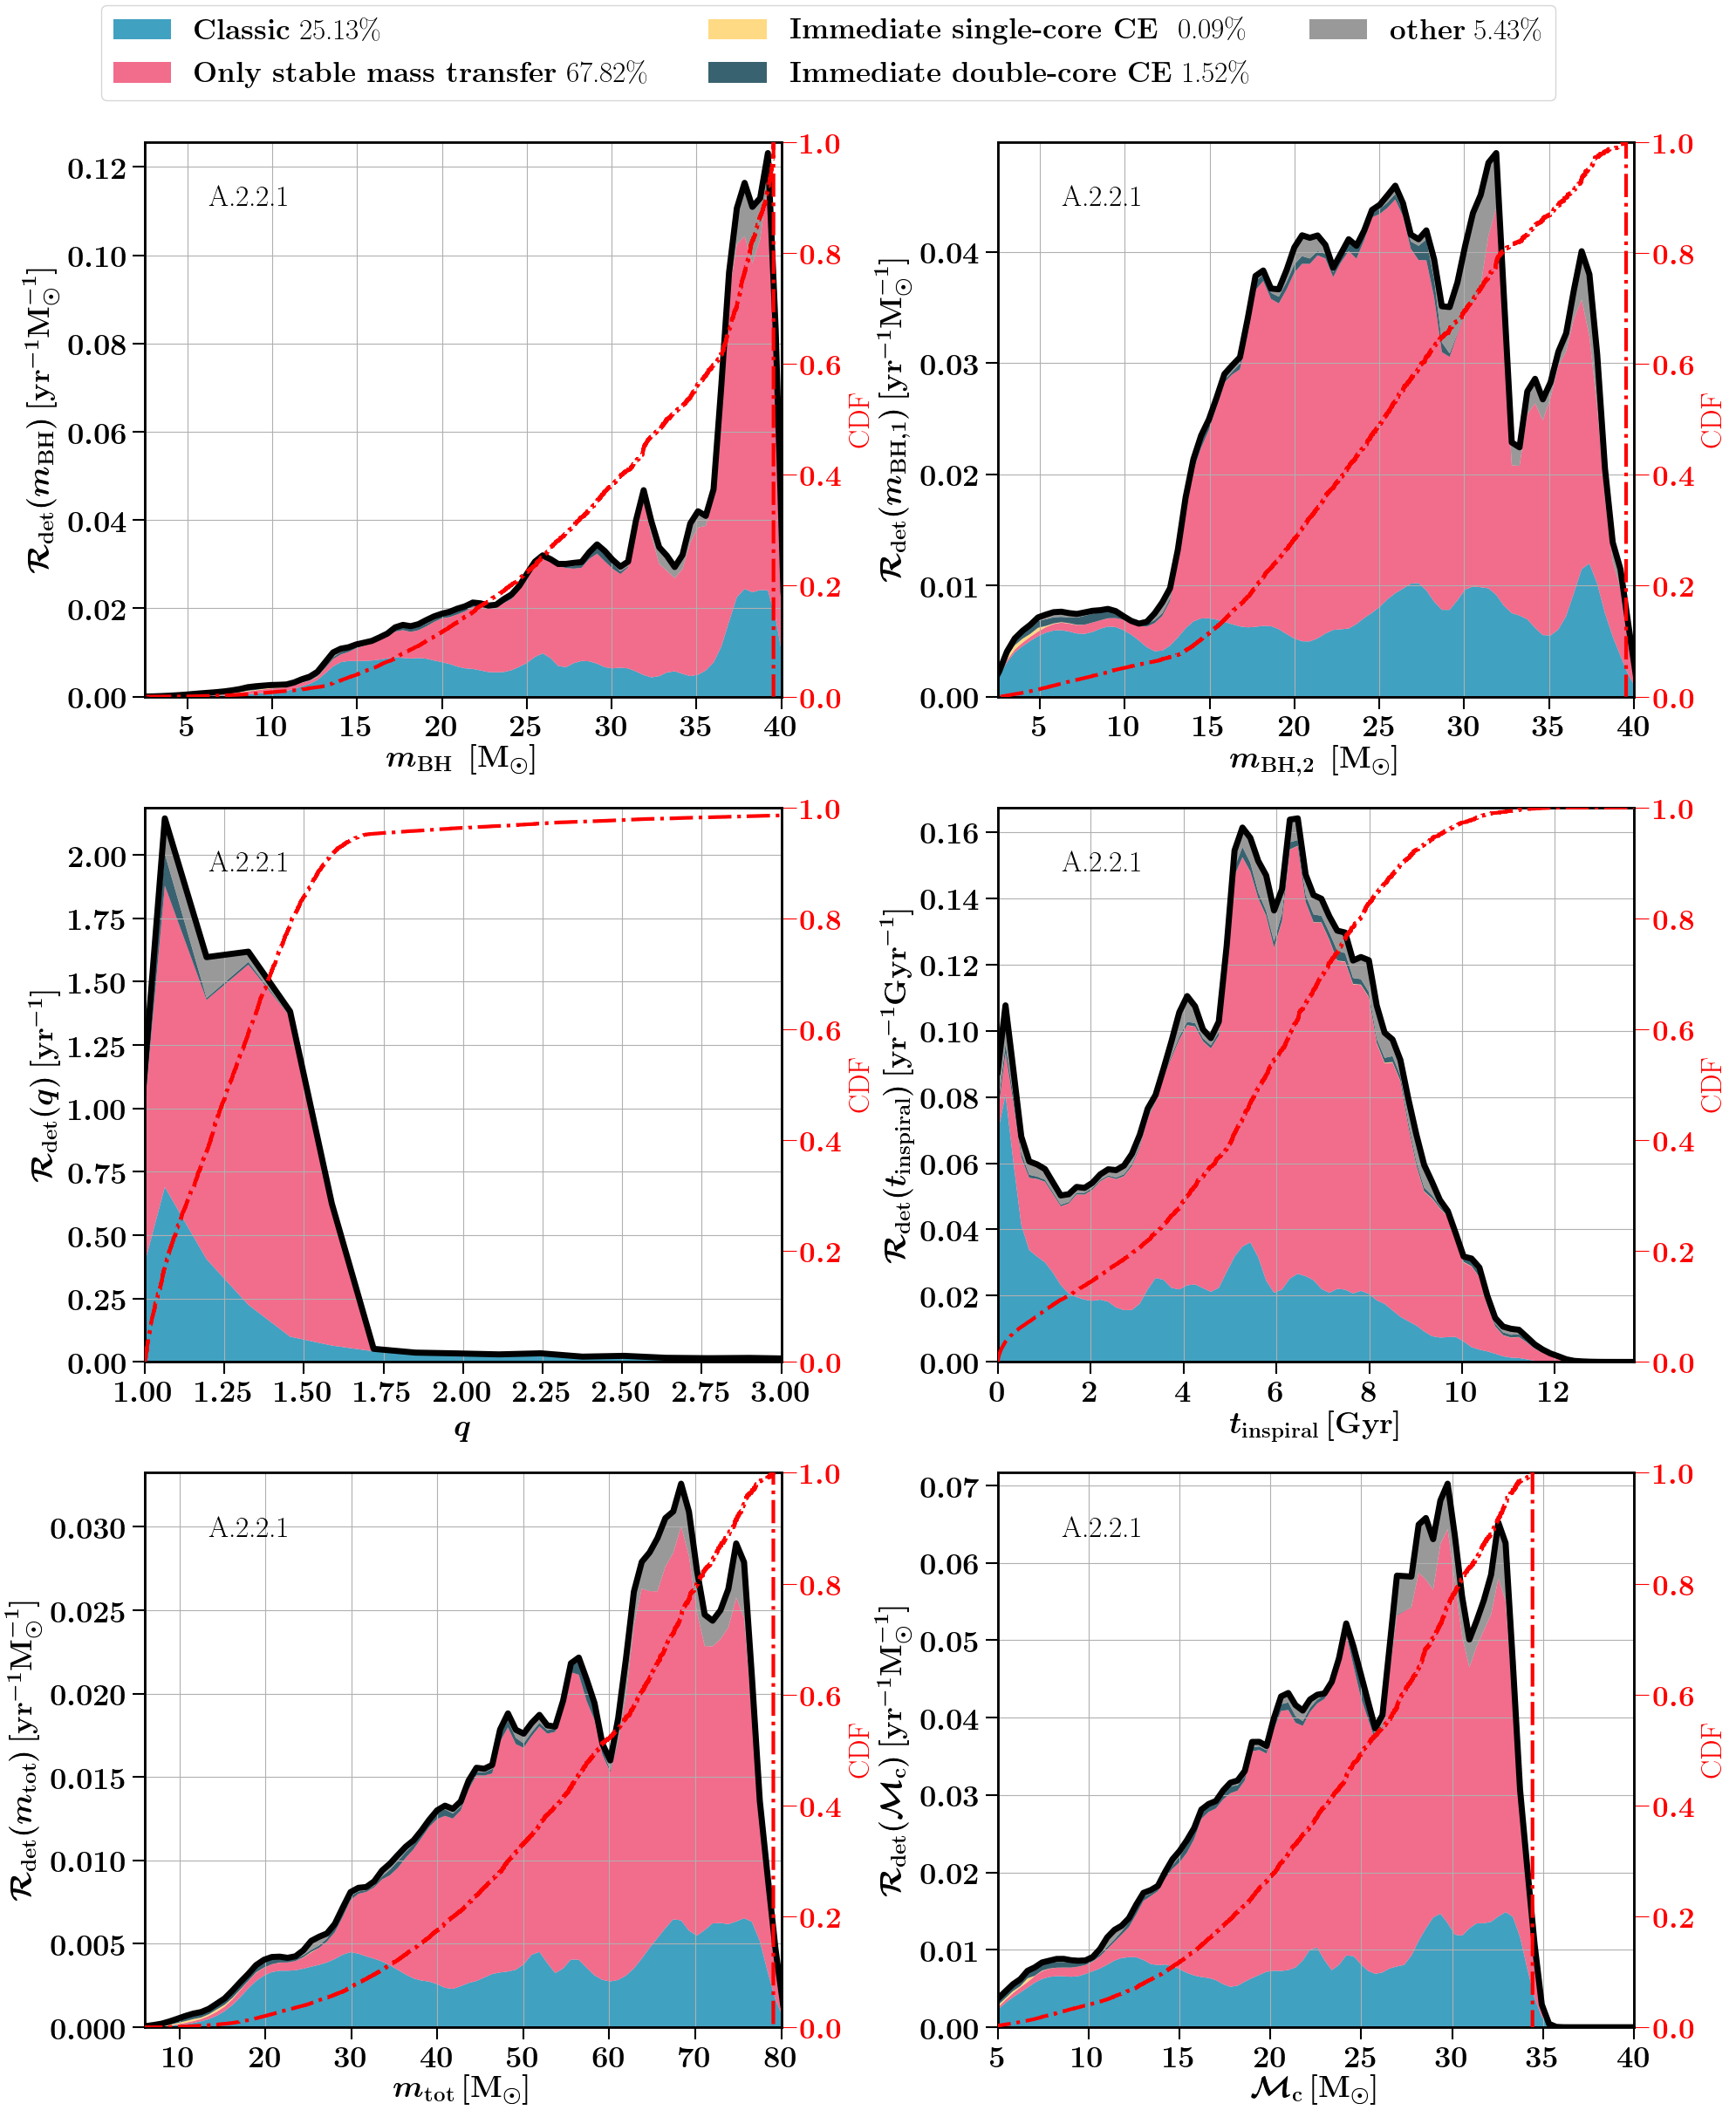 Classic 25.13%
Immediate single-core CE 0.09%
other 5.43%
Only stable mass transfer 67.82%
Immediate double-core CE 1.52%
A.2.2.1
0.12
0.10
0.08
0.06
0.04
0.02
0.00
5 10 15 20 25 30 35 40
1.0
0.8
0.6
0.4
0.2
0.0
CDF
𝓡det(mBH) [yr⁻¹M⊙⁻¹]
mBH [M⊙]
A.2.2.1
0.04
0.03
0.02
0.01
0.00
5 10 15 20 25 30 35 40
1.0
0.8
0.6
0.4
0.2
0.0
CDF
𝓡det(mBH,1) [yr⁻¹M⊙⁻¹]
mBH,2 [M⊙]
A.2.2.1
2.00
1.75
1.50
1.25
1.00
0.75
0.50
0.25
0.00
1.00 1.25 1.50 1.75 2.00 2.25 2.50 2.75 3.00
1.0
0.8
0.6
0.4
0.2
0.0
CDF
𝓡det(q) [yr⁻¹]
q
A.2.2.1
0.16
0.14
0.12
0.10
0.08
0.06
0.04
0.02
0.00
0 2 4 6 8 10 12
1.0
0.8
0.6
0.4
0.2
0.0
CDF
𝓡det(tinspiral) [yr⁻¹Gyr⁻¹]
tinspiral [Gyr]
A.2.2.1
0.030
0.025
0.020
0.015
0.010
0.005
0.000
10 20 30 40 50 60 70 80
1.0
0.8
0.6
0.4
0.2
0.0
CDF
𝓡det(mtot) [yr⁻¹M⊙⁻¹]
mtot [M⊙]
A.2.2.1
0.07
0.06
0.05
0.04
0.03
0.02
0.01
0.00
5 10 15 20 25 30 35 40
1.0
0.8
0.6
0.4
0.2
0.0
CDF
𝓡det(𝓜c) [yr⁻¹M⊙⁻¹]
𝓜c [M⊙]